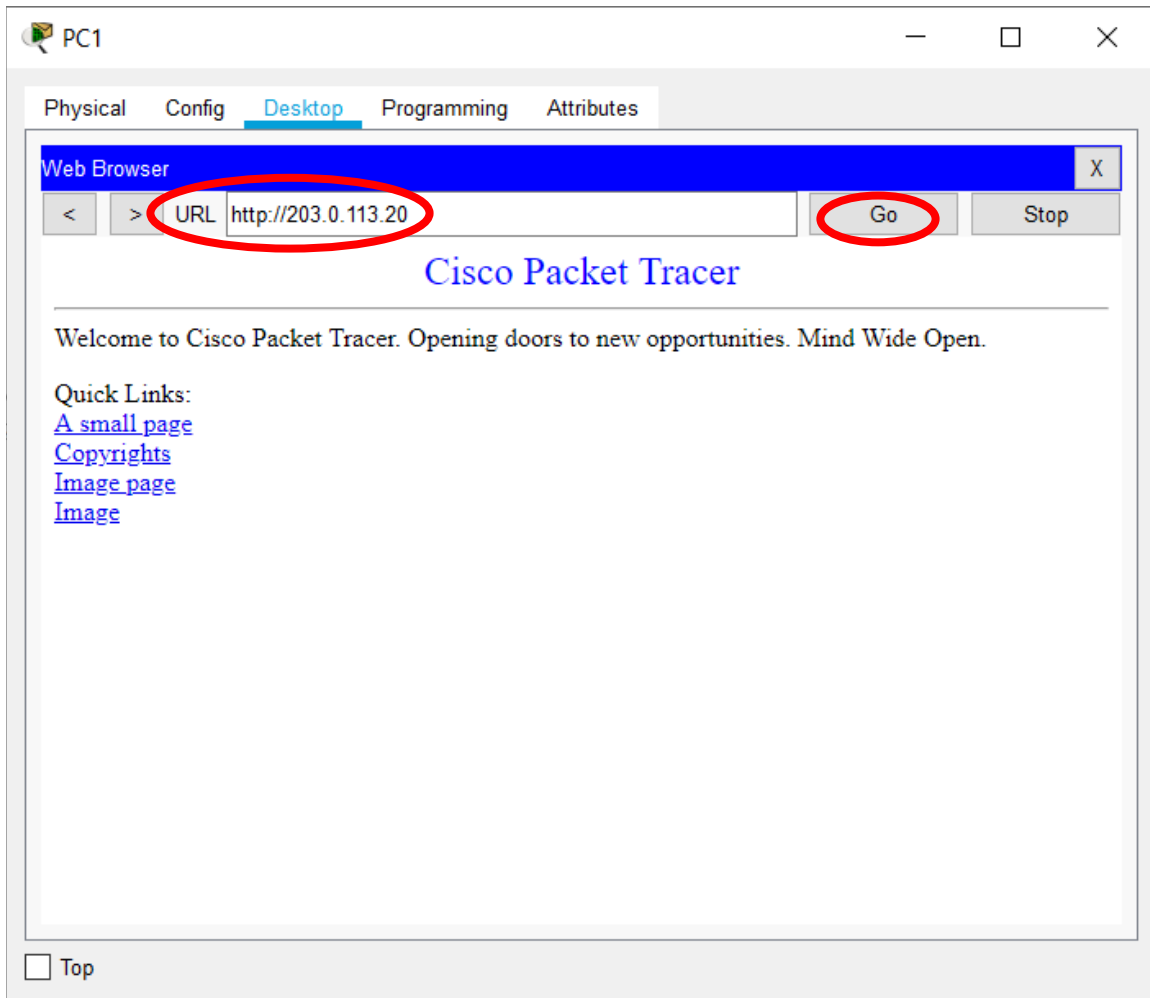 PC1
Physical Config Desktop Programming Attributes
Web Browser X
< > URL http://203.0.113.20 Go Stop
Cisco Packet Tracer
Welcome to Cisco Packet Tracer. Opening doors to new opportunities. Mind Wide Open.
Quick Links:
A small page
Copyrights
Image page
Image
Top